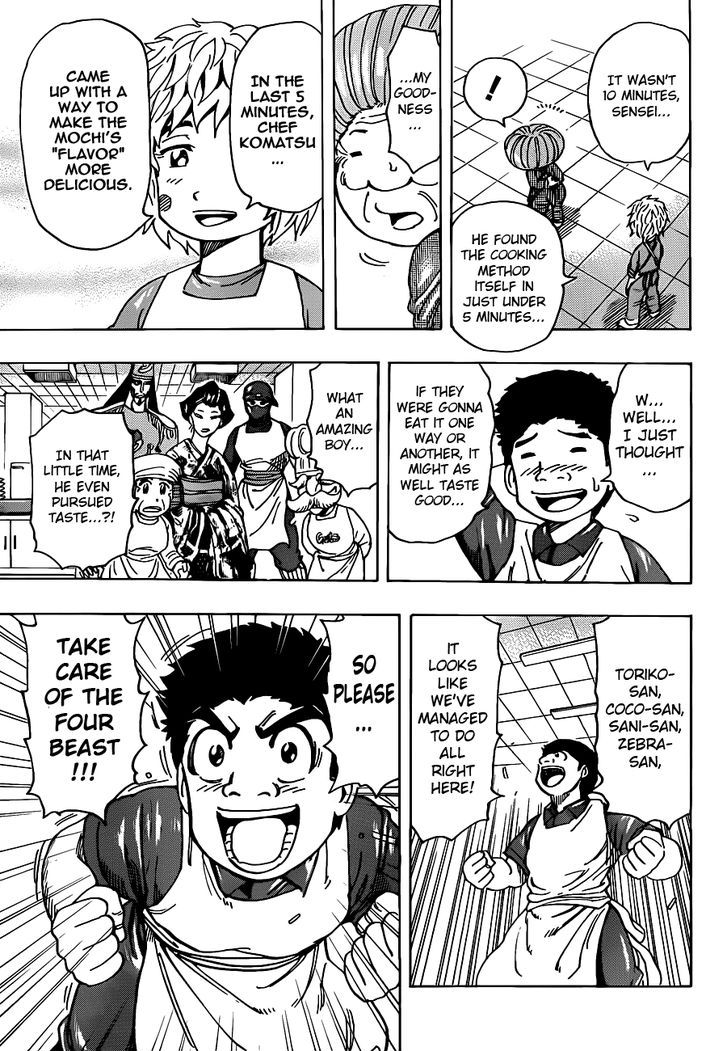 IT WASN'T
10 MINUTES,
SENSEI...
!
HE FOUND
THE COOKING
METHOD
ITSELF IN
JUST UNDER
5 MINUTES...
...MY
GOOD-
NESS...
IN THE
LAST 5
MINUTES,
CHEF
KOMATSU
...
CAME
UP WITH A
WAY TO
MAKE THE
MOCHI'S
"FLAVOR"
MORE
DELICIOUS.
W...
WELL...
I JUST
THOUGHT
...
IF THEY
WERE GONNA
EAT IT ONE
WAY OR
ANOTHER, IT
MIGHT AS
WELL TASTE
GOOD...
WHAT
AN
AMAZING
BOY...
IN THAT
LITTLE TIME,
HE EVEN
PURSUED
TASTE...?!
TORIKO-
SAN,
COCO-SAN,
SANI-SAN,
ZEBRA-
SAN,
IT
LOOKS
LIKE
WE'VE
MANAGED
TO DO
ALL
RIGHT
HERE!
SO
PLEASE
...
TAKE
CARE
OF THE
FOUR
BEAST
!!!